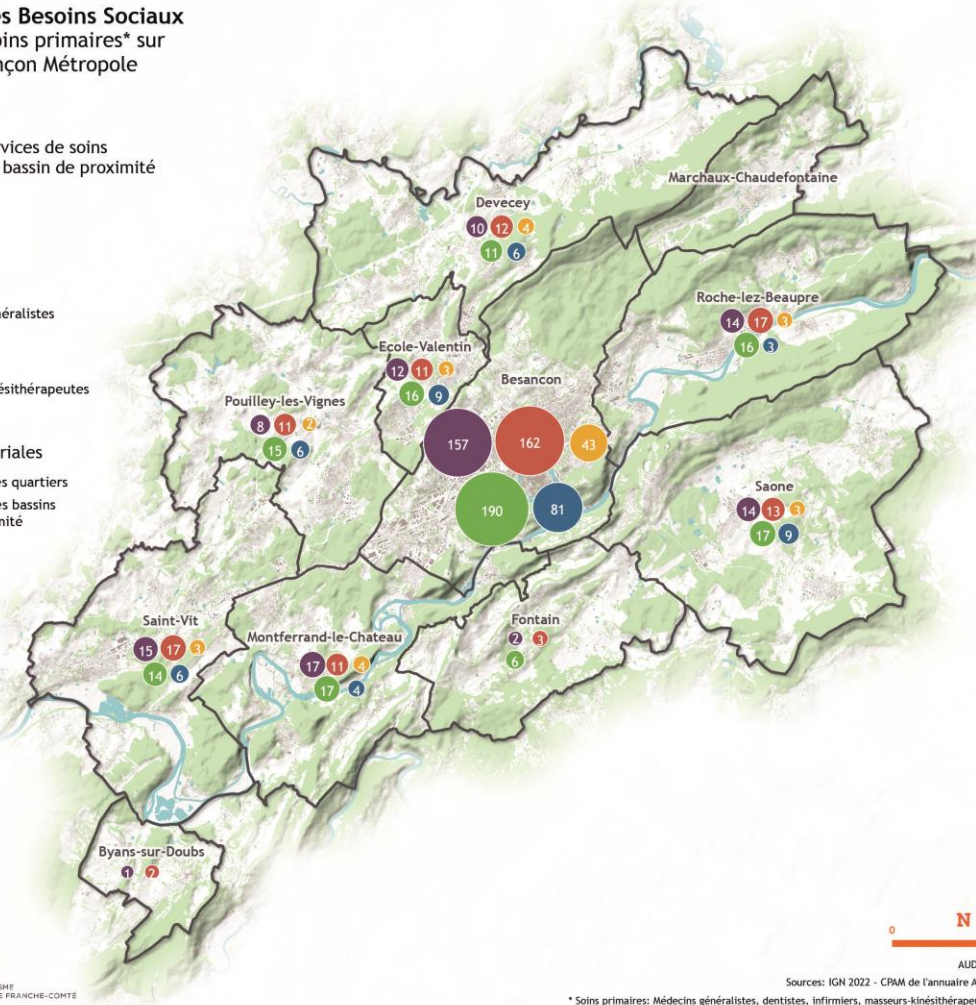 es Besoins Sociaux
oins primaires* sur
nçon Métropole
vices de soins
bassin de proximité
néralistes
ésithérapeutes
riales
es quartiers
es bassins
mité
Marchaux-Chaudefontaine
Devecey
10 12 4
11 6
Roche-lez-Beaupre
14 17 3
16 3
Ecole-Valentin
12 11 3
16 9
Besancon
157 162 43
190 81
Pouilley-les-Vignes
8 11 2
15 6
Saone
14 13 3
17 9
Saint-Vit
15 17 3
14 6
Montferrand-le-Chateau
17 11 4
17 4
Fontain
2 3
6
Byans-sur-Doubs
1 2
0
N
AUD
SME
E FRANCHE-COMTÉ
Sources: IGN 2022 - CPAM de l'annuaire A
* Soins primaires: Médecins généralistes, dentistes, infirmiers, masseurs-kinésithérape